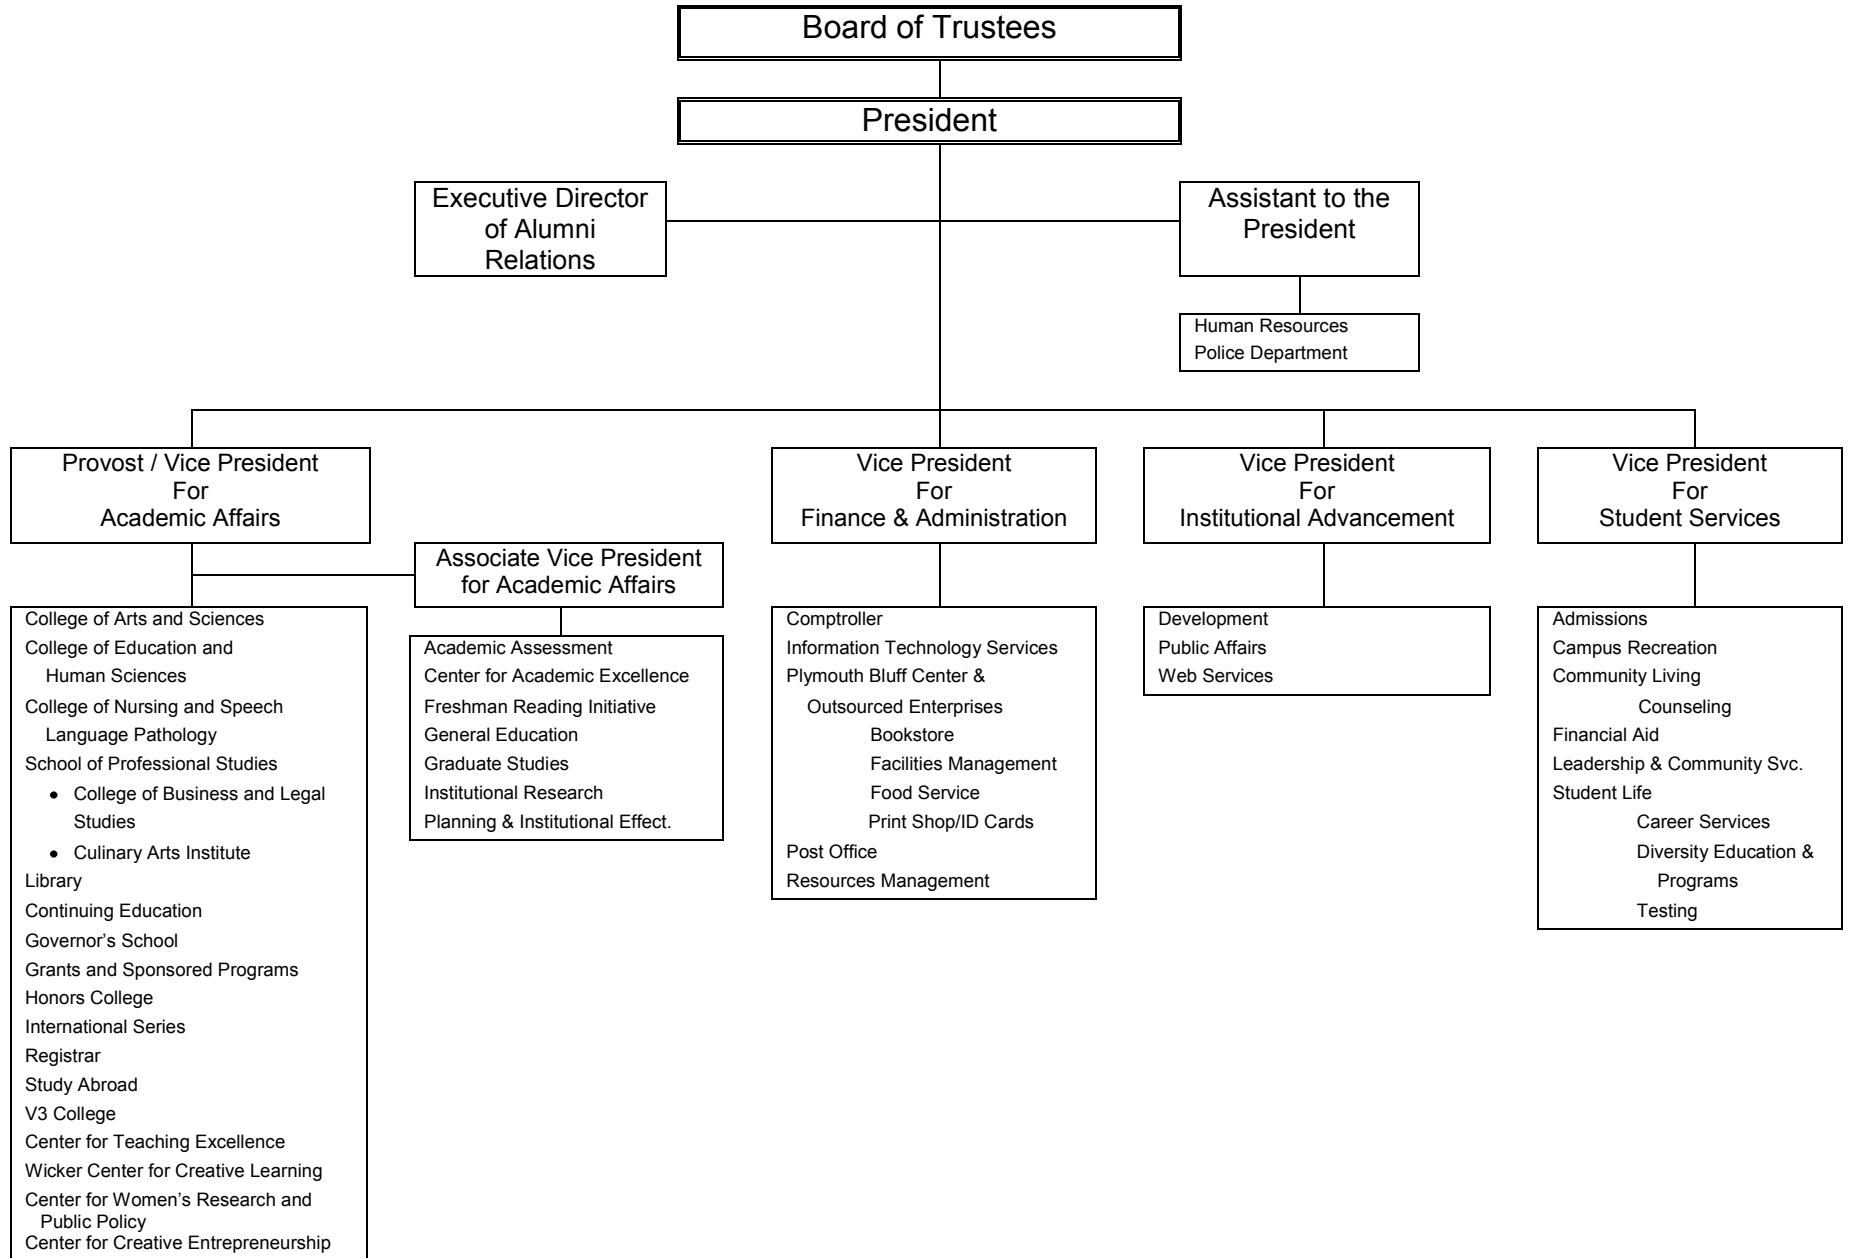 Board of Trustees
President
Executive Director
of Alumni
Relations
Assistant to the
President
Human Resources
Police Department
Provost / Vice President
For
Academic Affairs
Vice President
For
Finance & Administration
Vice President
For
Institutional Advancement
Vice President
For
Student Services
Associate Vice President
for Academic Affairs
College of Arts and Sciences
College of Education and
Human Sciences
College of Nursing and Speech
Language Pathology
School of Professional Studies
• College of Business and Legal
Studies
• Culinary Arts Institute
Library
Continuing Education
Governor’s School
Grants and Sponsored Programs
Honors College
International Series
Registrar
Study Abroad
V3 College
Center for Teaching Excellence
Wicker Center for Creative Learning
Center for Women’s Research and
Public Policy
Center for Creative Entrepreneurship
Academic Assessment
Center for Academic Excellence
Freshman Reading Initiative
General Education
Graduate Studies
Institutional Research
Planning & Institutional Effect.
Comptroller
Information Technology Services
Plymouth Bluff Center &
Outsourced Enterprises
Bookstore
Facilities Management
Food Service
Print Shop/ID Cards
Post Office
Resources Management
Development
Public Affairs
Web Services
Admissions
Campus Recreation
Community Living
Counseling
Financial Aid
Leadership & Community Svc.
Student Life
Career Services
Diversity Education &
Programs
Testing